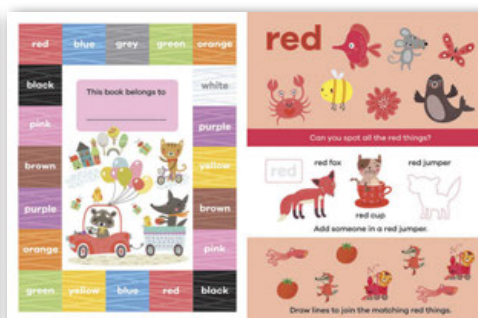 red blue grey green orange
black
white
This book belongs to
pink
purple
brown
yellow
purple
brown
orange
pink
green yellow blue red black
red
Can you spot all the red things?
red
red fox
red jumper
red cup
Add someone in a red jumper.
Draw lines to join the matching red things.